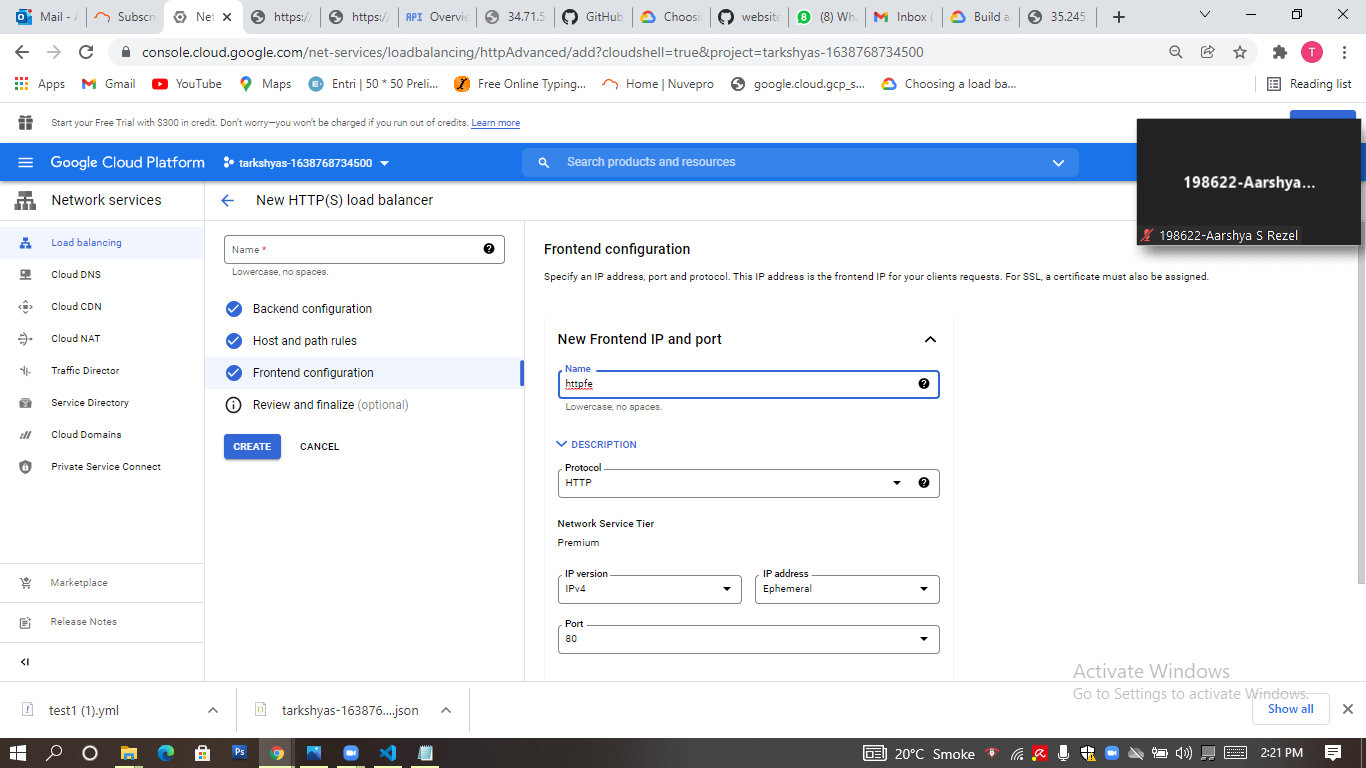 Mail - A
Subscri
Net
https:/
https:/
API Overvie
34.71.5
GitHub
Choosi
website
(8) Wha
Inbox (
Build a
35.245.
console.cloud.google.com/net-services/loadbalancing/httpAdvanced/add?cloudshell=true&project=tarkshyas-1638768734500
T
Apps
Gmail
YouTube
Maps
Entri | 50 * 50 Preli...
Free Online Typing...
Home | Nuvepro
google.cloud.gcp_s...
Choosing a load ba...
Reading list
Start your Free Trial with $300 in credit. Don't worry—you won't be charged if you run out of credits. Learn more
Google Cloud Platform
tarkshyas-1638768734500
Search products and resources
198622-Aarshya...
198622-Aarshya S Rezel
Network services
New HTTP(S) load balancer
Load balancing
Cloud DNS
Cloud CDN
Cloud NAT
Traffic Director
Service Directory
Cloud Domains
Private Service Connect
Marketplace
Release Notes
Name *
Lowercase, no spaces.
Backend configuration
Host and path rules
Frontend configuration
Review and finalize (optional)
CREATE
CANCEL
Frontend configuration
Specify an IP address, port and protocol. This IP address is the frontend IP for your clients requests. For SSL, a certificate must also be assigned.
New Frontend IP and port
Name
httpfe
Lowercase, no spaces.
DESCRIPTION
Protocol
HTTP
Network Service Tier
Premium
IP version
IPv4
IP address
Ephemeral
Port
80
Activate Windows
Go to Settings to activate Windows.
test1 (1).yml
tarkshyas-163876....json
Show all
Ps
20°C Smoke
2:21 PM